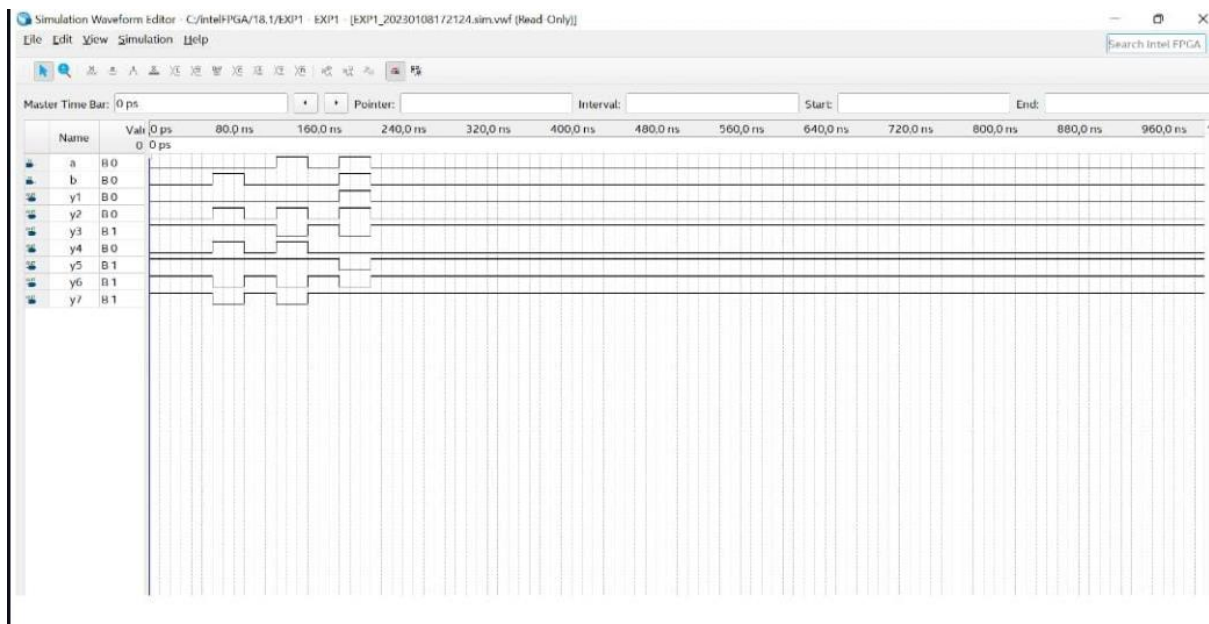 Simulation Waveform Editor - C:/intelFPGA/18.1/EXP1 - EXP1 - [EXP1_20230108172124.sim.vwf (Read-Only)]
File Edit View Simulation Help
Search Intel FPGA
Master Time Bar: 0 ps Pointer: Interval: Start: End:
Name Valu 0 ps 80.0 ns 160.0 ns 240.0 ns 320.0 ns 400.0 ns 480.0 ns 560.0 ns 640.0 ns 720.0 ns 800.0 ns 880.0 ns 960.0 ns
0 0 ps
a B 0
b B 0
y1 B 0
y2 B 0
y3 B 1
y4 B 0
y5 B 1
y6 B 1
y7 B 1